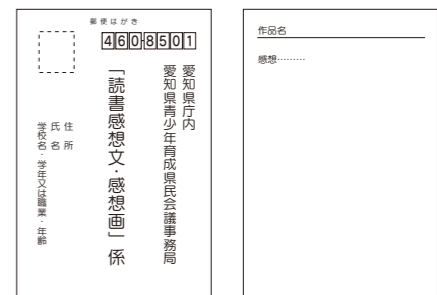 郵便はがき
460-8501
愛知県庁内
愛知県青少年育成県民会議事務局
「読書感想文・感想画」係
住所
氏名
学校名・学年又は職業・年齢
作品名
感想………